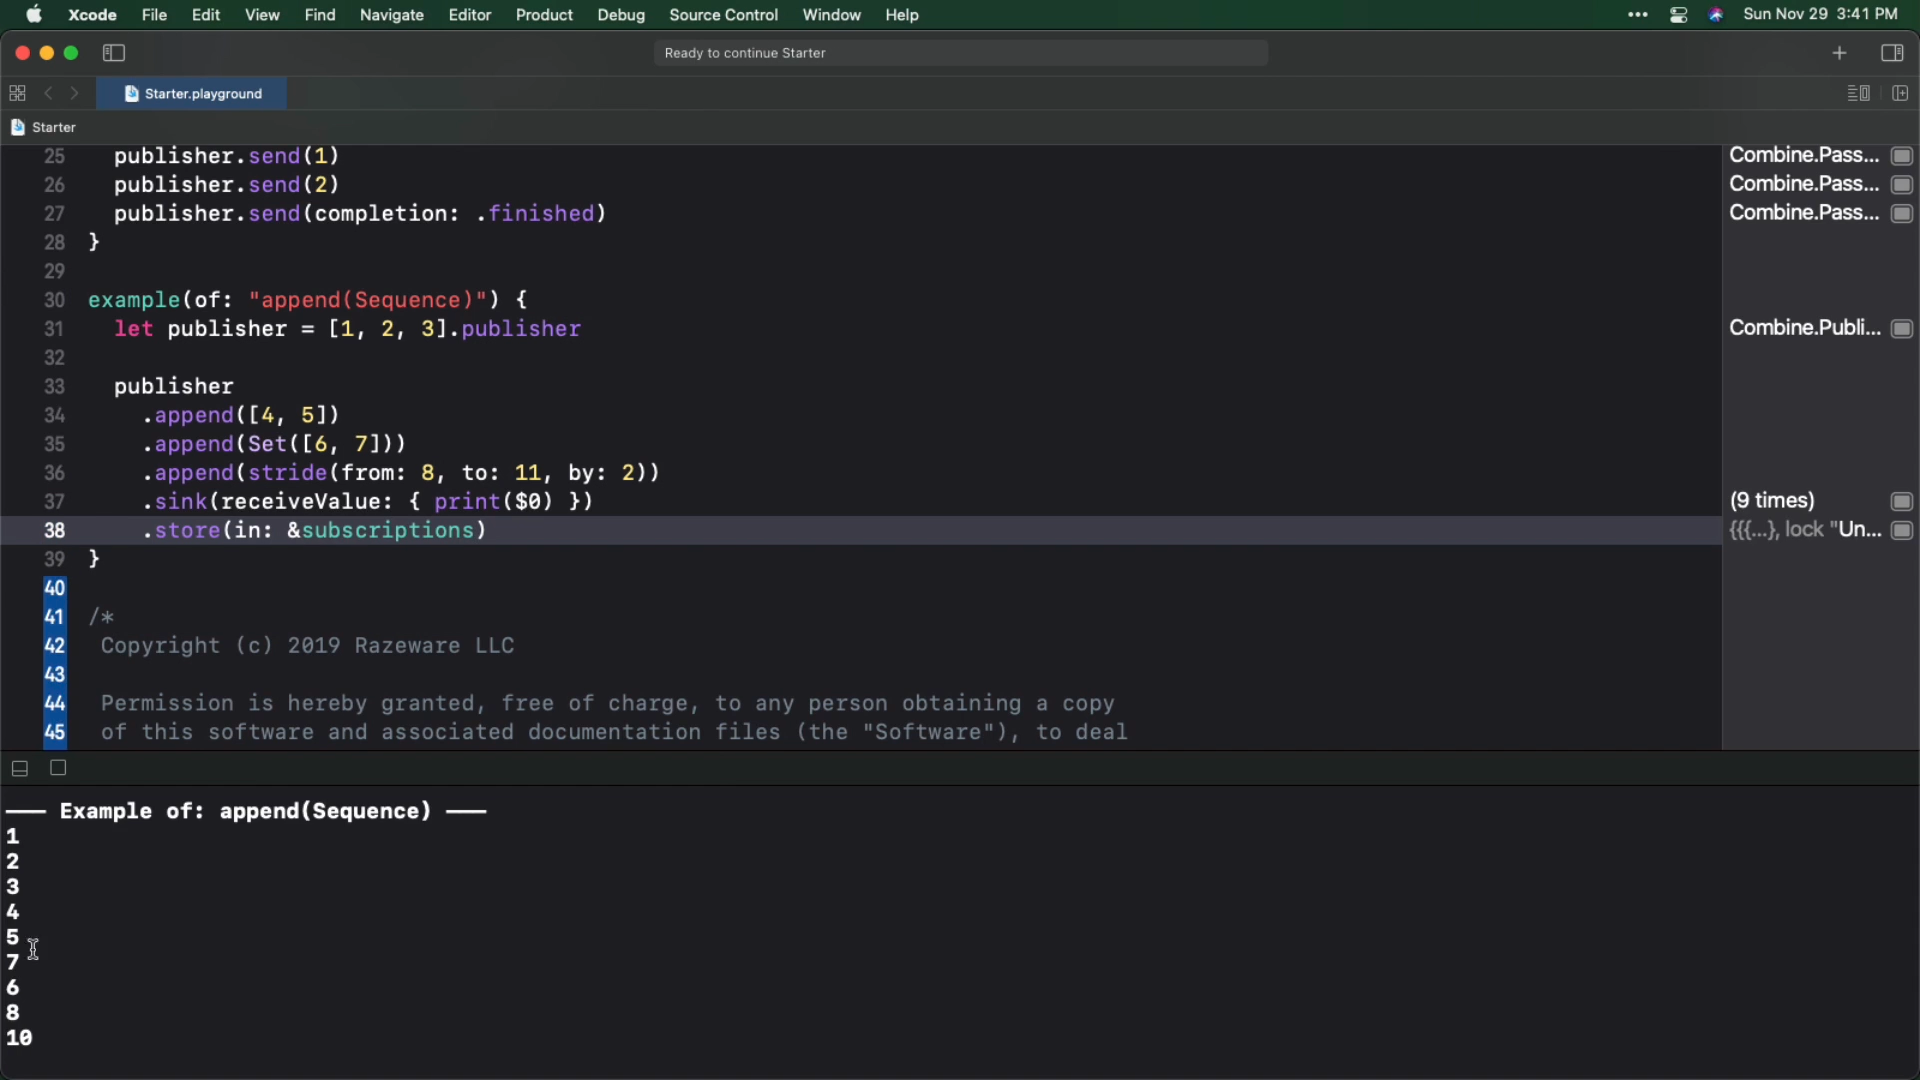 Xcode File Edit View Find Navigate Editor Product Debug Source Control Window Help ••• Sun Nov 29 3:41 PM
Ready to continue Starter
Starter.playground
Starter
25 publisher.send(1) Combine.Pass...
26 publisher.send(2) Combine.Pass...
27 publisher.send(completion: .finished) Combine.Pass...
28 }
29
30 example(of: "append(Sequence)") {
31 let publisher = [1, 2, 3].publisher Combine.Publi...
32
33 publisher
34 .append([4, 5])
35 .append(Set([6, 7]))
36 .append(stride(from: 8, to: 11, by: 2))
37 .sink(receiveValue: { print($0) }) (9 times)
38 .store(in: &subscriptions) {{{...}, lock "Un...
39 }
40
41 /*
42 Copyright (c) 2019 Razeware LLC
43
44 Permission is hereby granted, free of charge, to any person obtaining a copy
45 of this software and associated documentation files (the "Software"), to deal
——— Example of: append(Sequence) ———
1
2
3
4
5
7
6
8
10